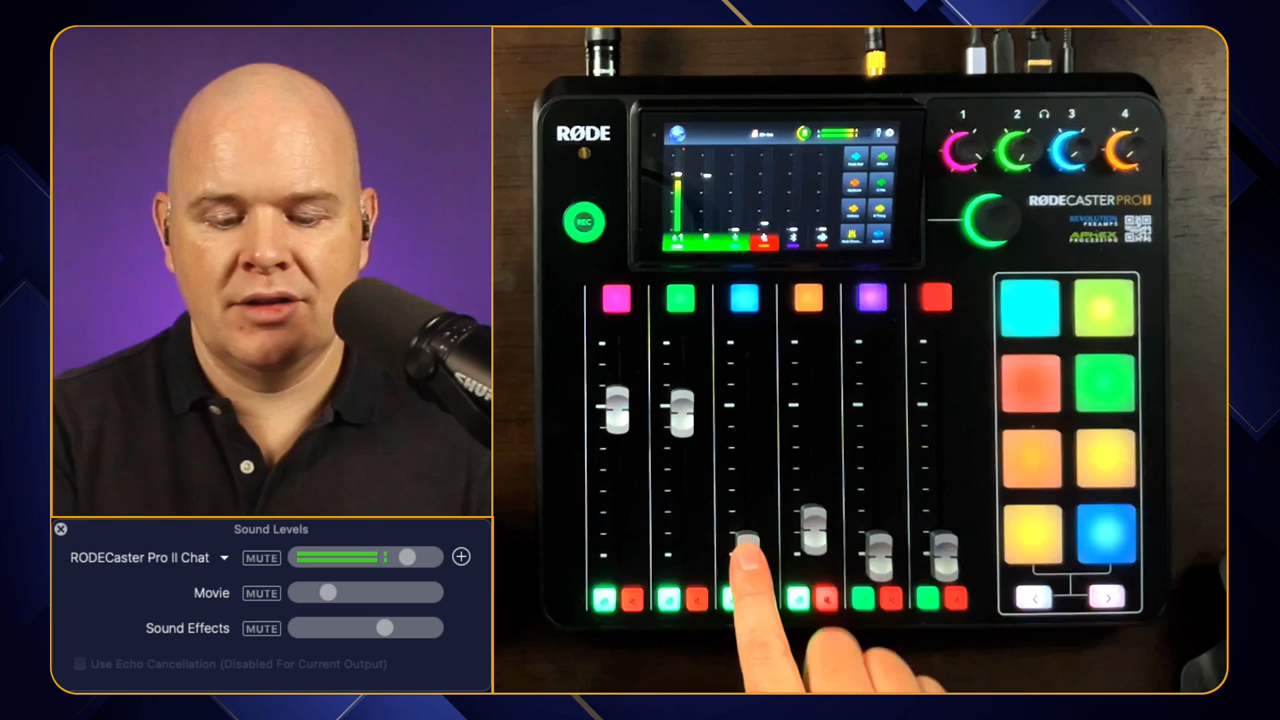 RØDE
REC
1 2 3 4
RØDECASTER PRO II
REVOLUTION
PREAMPS
APHEX
PROCESSING
SHURE
Sound Levels
RODECaster Pro II Chat MUTE
Movie MUTE
Sound Effects MUTE
Use Echo Cancellation (Disabled For Current Output)